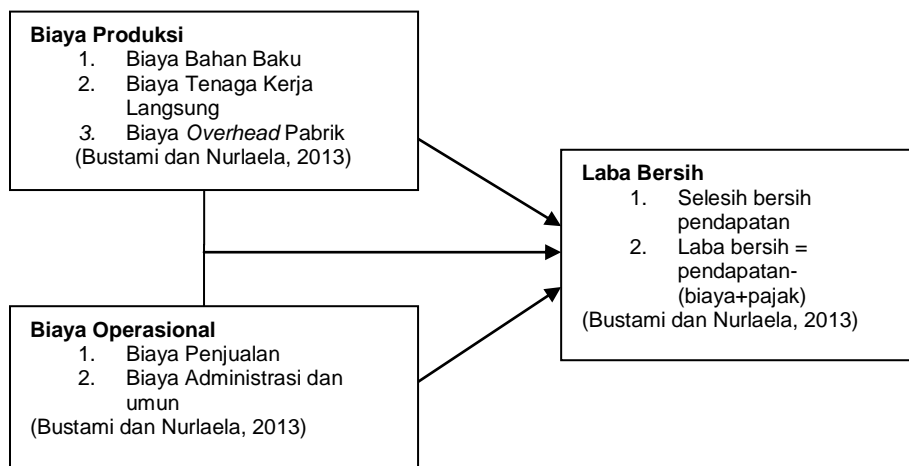 Biaya Produksi
1. Biaya Bahan Baku
2. Biaya Tenaga Kerja
Langsung
3. Biaya Overhead Pabrik
(Bustami dan Nurlaela, 2013)
Laba Bersih
1. Selesih bersih
pendapatan
2. Laba bersih =
pendapatan-
(biaya+pajak)
(Bustami dan Nurlaela, 2013)
Biaya Operasional
1. Biaya Penjualan
2. Biaya Administrasi dan
umun
(Bustami dan Nurlaela, 2013)